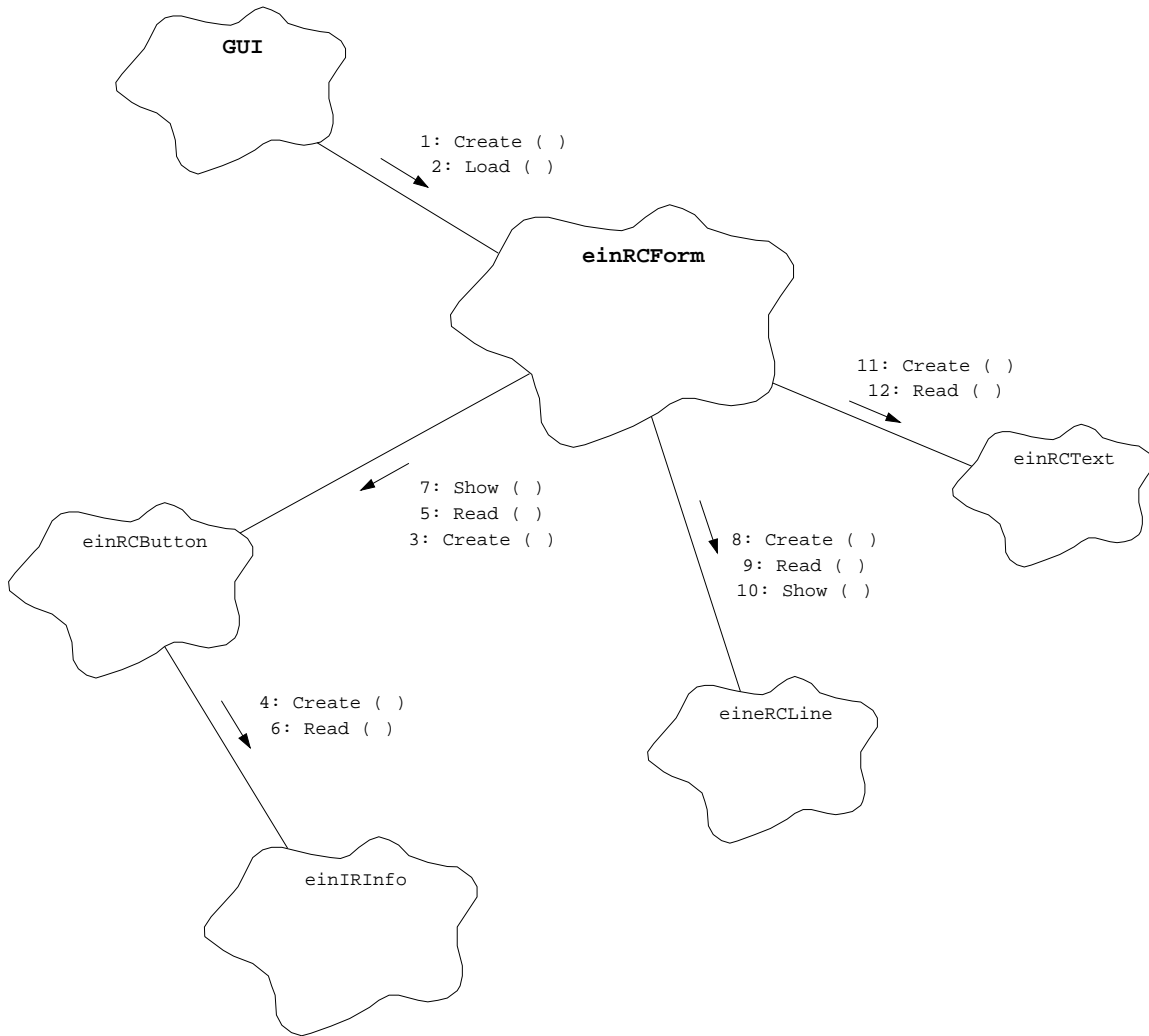 GUI
1: Create ( )
2: Load ( )
einRCForm
11: Create ( )
12: Read ( )
einRCText
7: Show ( )
5: Read ( )
3: Create ( )
einRCButton
8: Create ( )
9: Read ( )
10: Show ( )
4: Create ( )
6: Read ( )
eineRCLine
einIRInfo